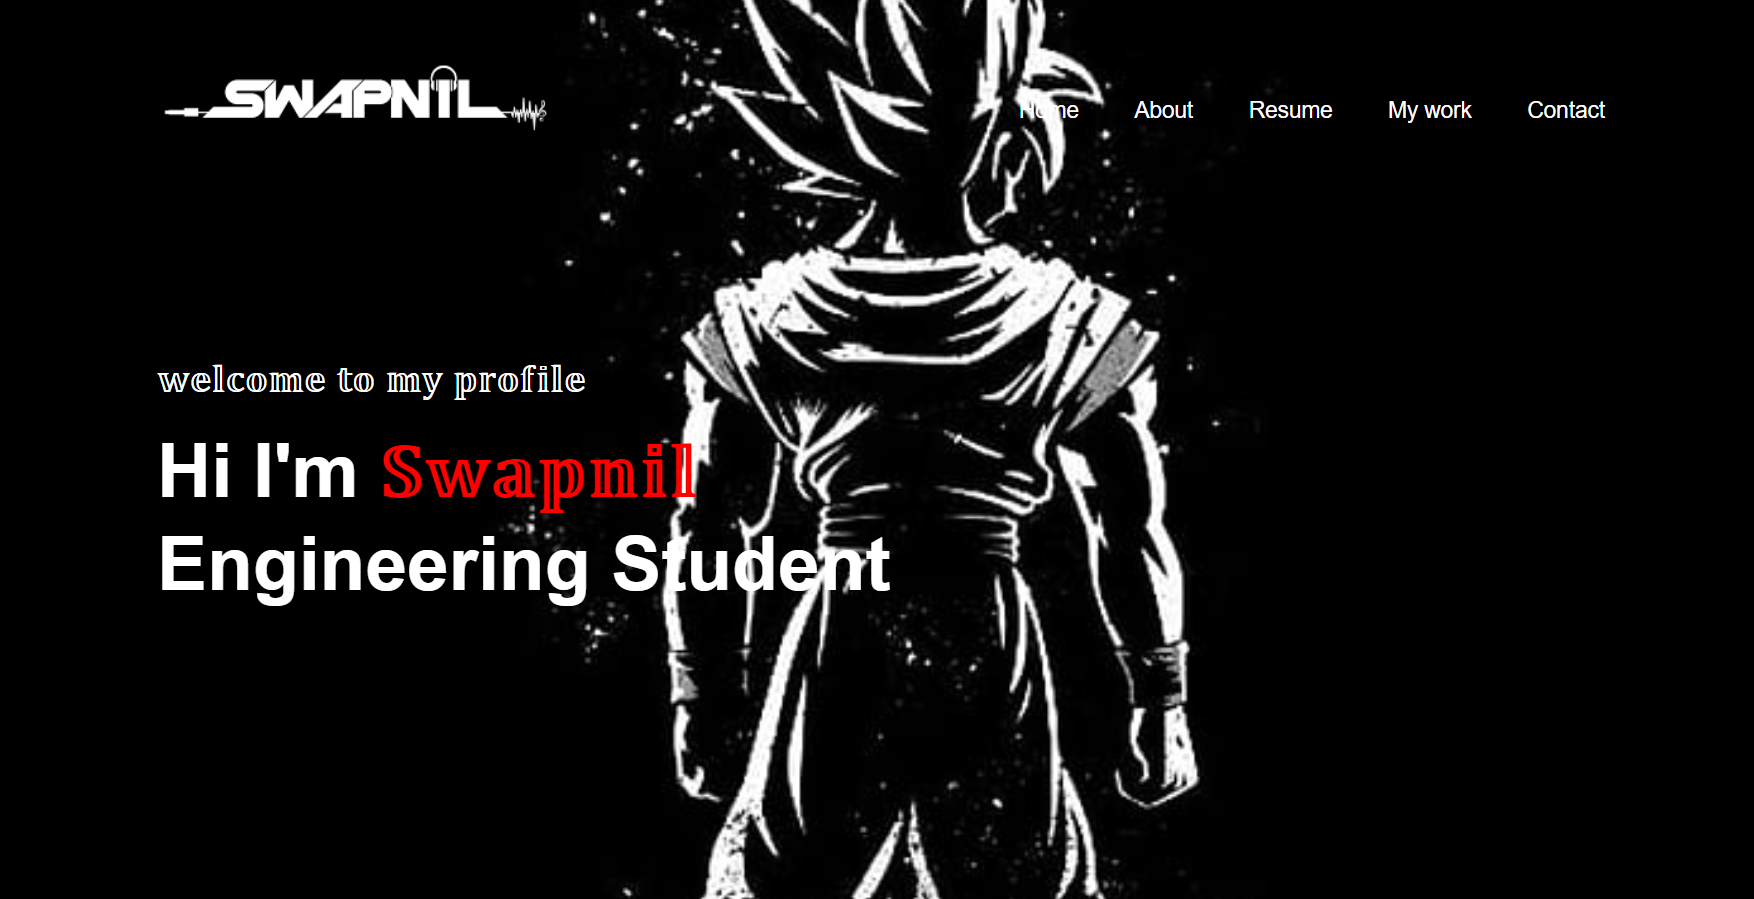 SWAPNIL
Home About Resume My work Contact
welcome to my profile
Hi I'm Swapnil
Engineering Student